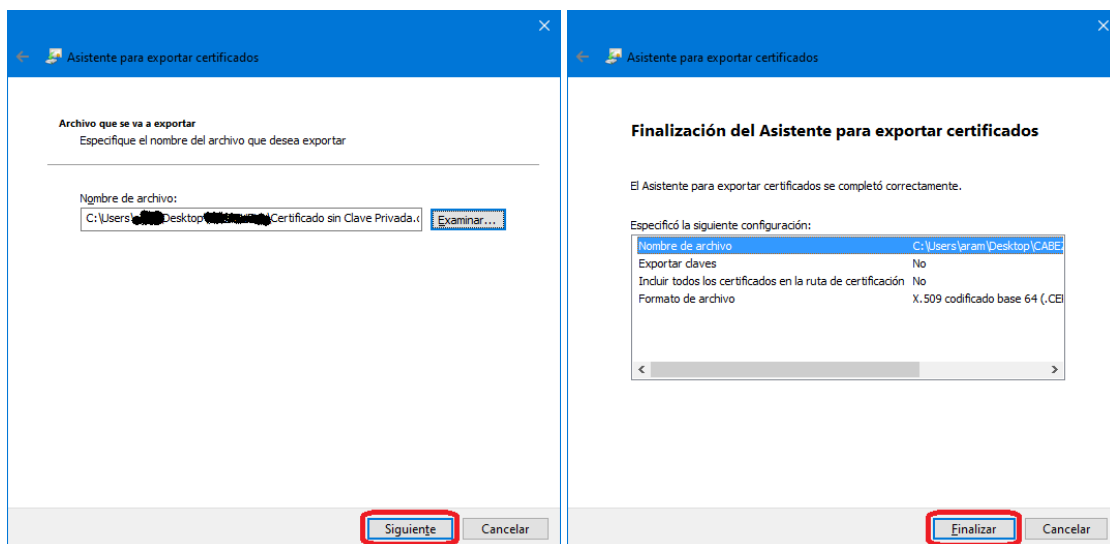 Asistente para exportar certificados
Archivo que se va a exportar
Especifique el nombre del archivo que desea exportar
Nombre de archivo:
C:\Users\ Desktop\ \Certificado sin Clave Privada.c
Examinar...
Siguiente
Cancelar
Asistente para exportar certificados
Finalización del Asistente para exportar certificados
El Asistente para exportar certificados se completó correctamente.
Especificó la siguiente configuración:
Nombre de archivo C:\Users\aram\Desktop\CABEZ
Exportar claves No
Incluir todos los certificados en la ruta de certificación No
Formato de archivo X.509 codificado base 64 (.CER
Finalizar
Cancelar